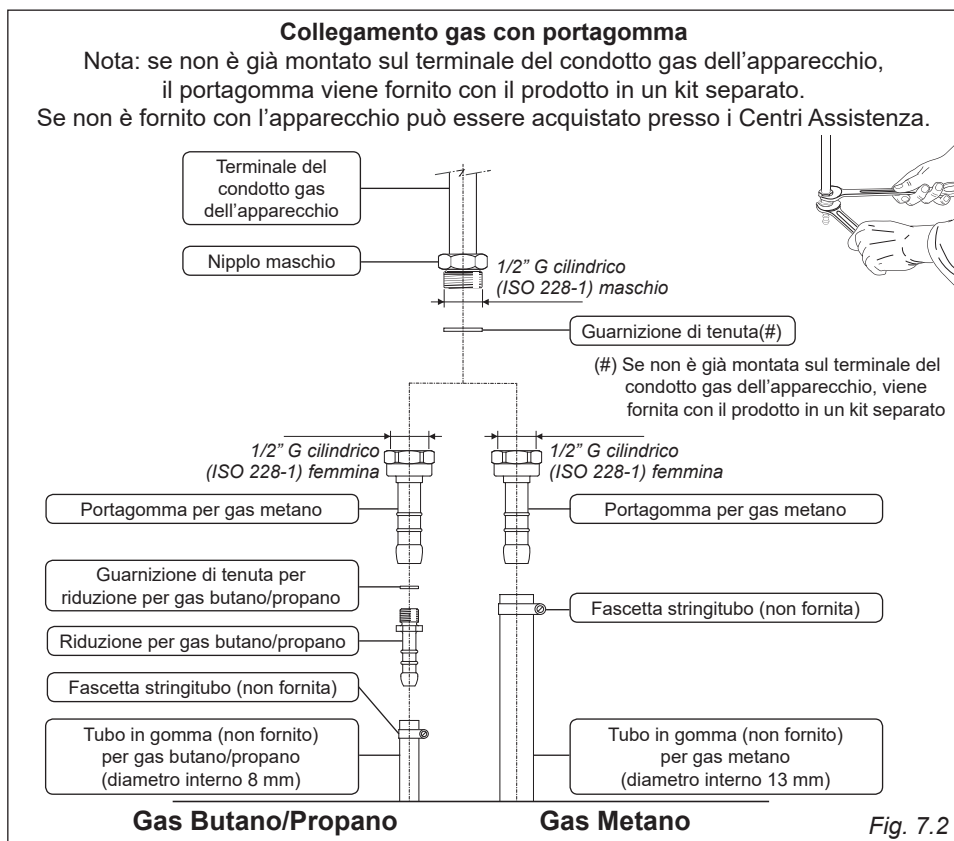 Collegamento gas con portagomma
Nota: se non è già montato sul terminale del condotto gas dell'apparecchio,
il portagomma viene fornito con il prodotto in un kit separato.
Se non è fornito con l'apparecchio può essere acquistato presso i Centri Assistenza.
Terminale del
condotto gas
dell'apparecchio
Nipplo maschio
1/2” G cilindrico
(ISO 228-1) maschio
Guarnizione di tenuta(#)
(#) Se non è già montata sul terminale del
condotto gas dell'apparecchio, viene
fornita con il prodotto in un kit separato
1/2” G cilindrico
(ISO 228-1) femmina
1/2” G cilindrico
(ISO 228-1) femmina
Portagomma per gas metano
Portagomma per gas metano
Guarnizione di tenuta per
riduzione per gas butano/propano
Fascetta stringitubo (non fornita)
Riduzione per gas butano/propano
Fascetta stringitubo (non fornita)
Tubo in gomma (non fornito)
per gas butano/propano
(diametro interno 8 mm)
Tubo in gomma (non fornito)
per gas metano
(diametro interno 13 mm)
Gas Butano/Propano
Gas Metano
Fig. 7.2